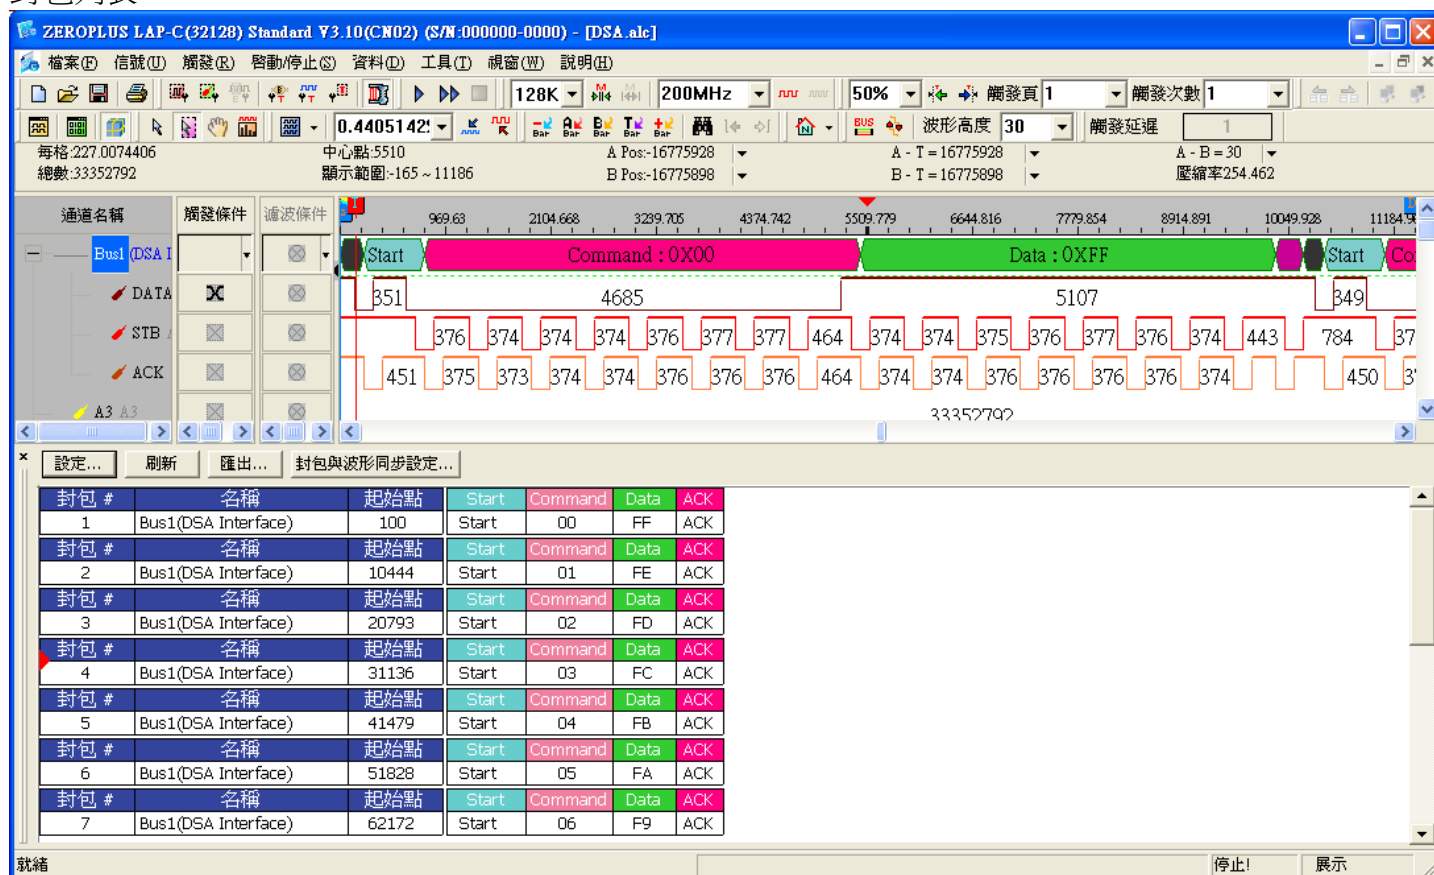 ZEROPLUS LAP-C(32128) Standard V3.10(CN02) (S/N:000000-0000) - [DSA.alc]
檔案(F) 信號(U) 觸發(R) 啓動/停止(S) 資料(D) 工具(T) 視窗(W) 說明(H)
128K 200MHz 50% 觸發頁 1 觸發次數 1
波形高度 30 觸發延遲 1
每格:227.0074406 中心點:5510 A Pos:-16775928 A - T = 16775928 A - B = 30
總數:33352792 顯示範圍:-165 ~ 11186 B Pos:-16775898 B - T = 16775898 壓縮率254.462
通道名稱 觸發條件 濾波條件 969.63 2104.668 3239.705 4374.742 5509.779 6644.816 7779.854 8914.891 10049.928
Bus1 (DSA I Start Command : 0X00 Data : 0XFF Start Co
DATA 351 4685 5107 349
STB 376 374 374 374 376 377 377 464 374 374 375 376 377 376 374 443 784 37
ACK 451 375 373 374 374 376 376 376 464 374 374 376 376 376 376 374 450
A3 A3 33352792
設定... 刷新 匯出... 封包與波形同步設定...
封包 # 名稱 起始點 Start Command Data ACK
1 Bus1(DSA Interface) 100 Start 00 FF ACK
封包 # 名稱 起始點 Start Command Data ACK
2 Bus1(DSA Interface) 10444 Start 01 FE ACK
封包 # 名稱 起始點 Start Command Data ACK
3 Bus1(DSA Interface) 20793 Start 02 FD ACK
封包 # 名稱 起始點 Start Command Data ACK
4 Bus1(DSA Interface) 31136 Start 03 FC ACK
封包 # 名稱 起始點 Start Command Data ACK
5 Bus1(DSA Interface) 41479 Start 04 FB ACK
封包 # 名稱 起始點 Start Command Data ACK
6 Bus1(DSA Interface) 51828 Start 05 FA ACK
封包 # 名稱 起始點 Start Command Data ACK
7 Bus1(DSA Interface) 62172 Start 06 F9 ACK
就緒 停止! 展示